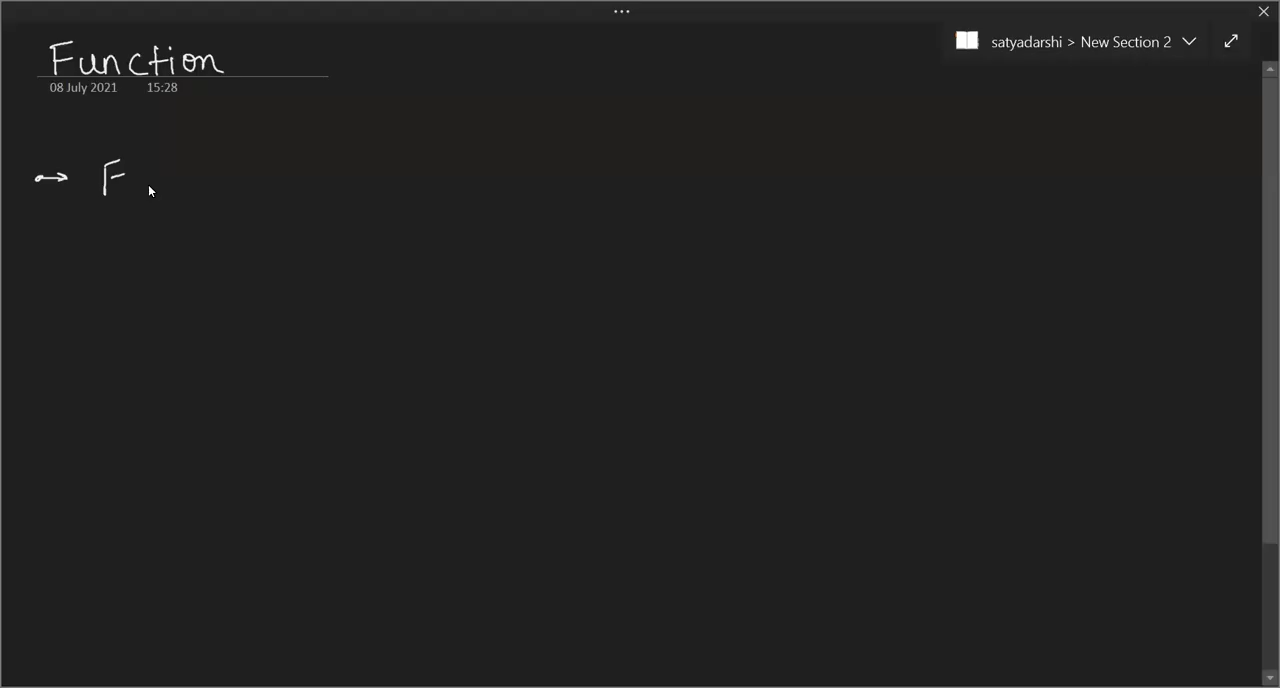 satyadarshi > New Section 2
Function
08 July 2021 15:28
→ F